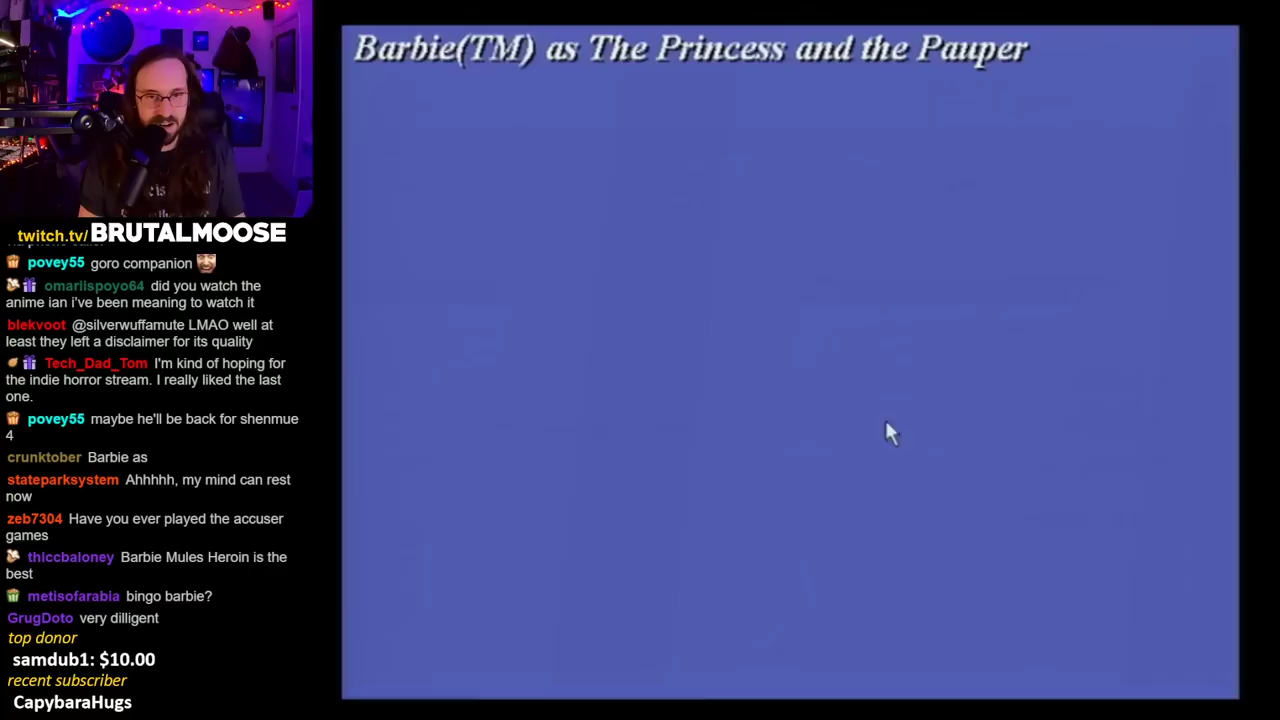 Barbie(TM) as The Princess and the Pauper
twitch.tv/BRUTALMOOSE
povey55 goro companion
omarlispoyo64 did you watch the
anime ian i've been meaning to watch it
blekvoot @silverwuffamute LMAO well at
least they left a disclaimer for its quality
Tech_Dad_Tom I'm kind of hoping for
the indie horror stream. I really liked the last
one.
povey55 maybe he'll be back for shenmue
4
crunktober Barbie as
stateparksystem Ahhhhh, my mind can rest
now
zeb7304 Have you ever played the accuser
games
thiccbaloney Barbie Mules Heroin is the
best
metisofarabia bingo barbie?
GrugDoto very dilligent
top donor
samdub1: $10.00
recent subscriber
CapybaraHugs